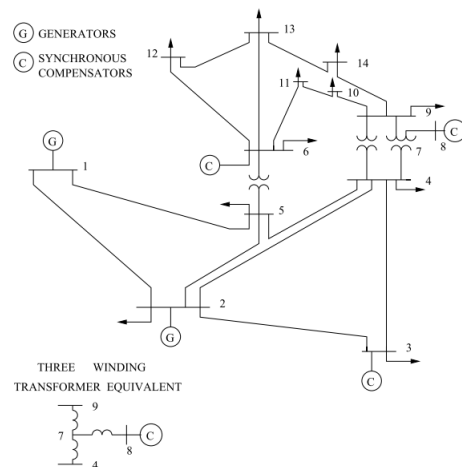 G GENERATORS
C SYNCHRONOUS
COMPENSATORS
13
12
14
11
10
9
C
8
7
C
6
G
1
4
5
2
G
3
C
THREE WINDING
TRANSFORMER EQUIVALENT
9
7
C
8
4